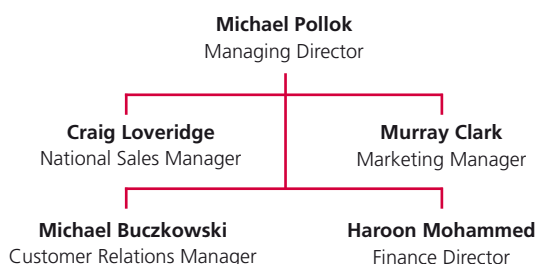 Michael Pollok
Managing Director
Craig Loveridge
National Sales Manager
Murray Clark
Marketing Manager
Michael Buczkowski
Customer Relations Manager
Haroon Mohammed
Finance Director